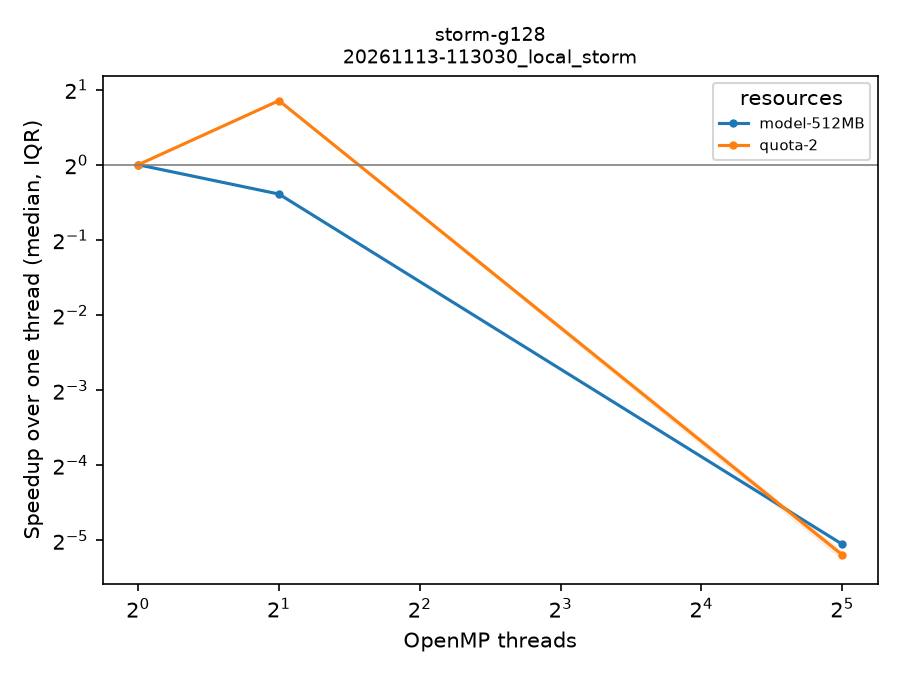 storm-g128
20261113-113030_local_storm
resources
model-512MB
quota-2
Speedup over one thread (median, IQR)
2^1
2^0
2^-1
2^-2
2^-3
2^-4
2^-5
2^0 2^1 2^2 2^3 2^4 2^5
OpenMP threads